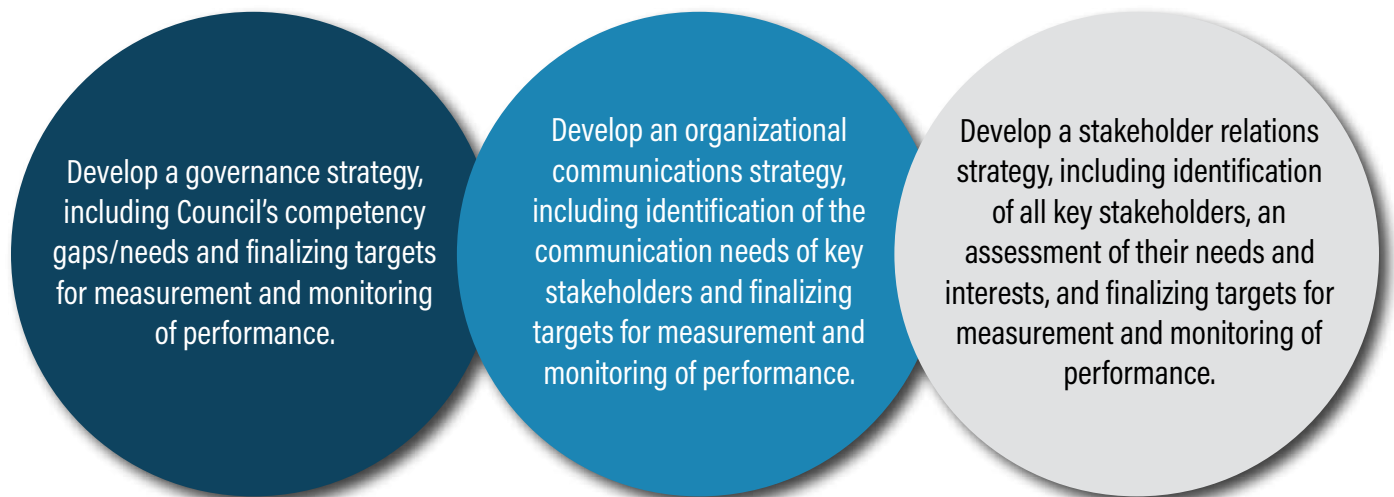 Develop a governance strategy,
including Council's competency
gaps/needs and finalizing targets
for measurement and monitoring
of performance.
Develop an organizational
communications strategy,
including identification of the
communication needs of key
stakeholders and finalizing
targets for measurement and
monitoring of performance.
Develop a stakeholder relations
strategy, including identification
of all key stakeholders, an
assessment of their needs and
interests, and finalizing targets for
measurement and monitoring of
performance.